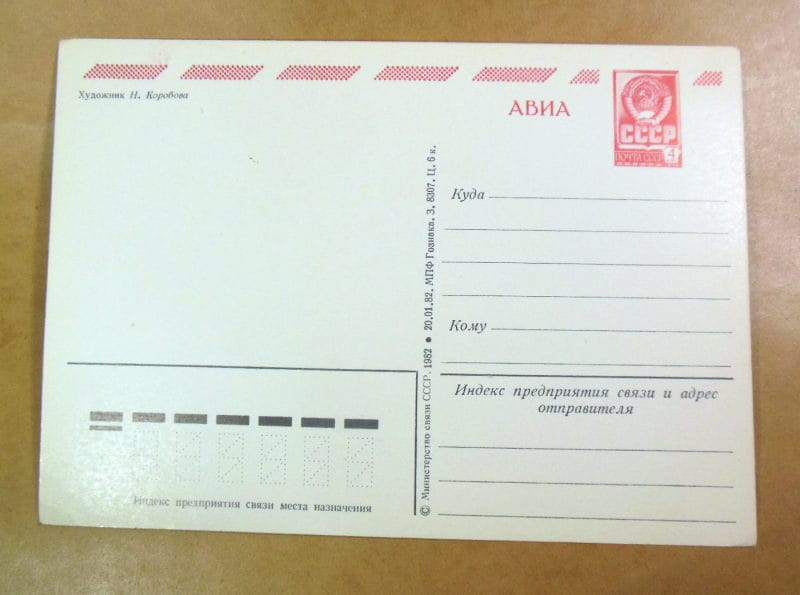 Художник Н. Коробова
АВИА
СССР
ПОЧТА СССР 4
Куда
Кому
Индекс предприятия связи и адрес
отправителя
© Министерство связи СССР. 1982 ● 20.01.82. МПФ Гознака. З. 8307. Ц. 6 к.
Индекс предприятия связи места назначения